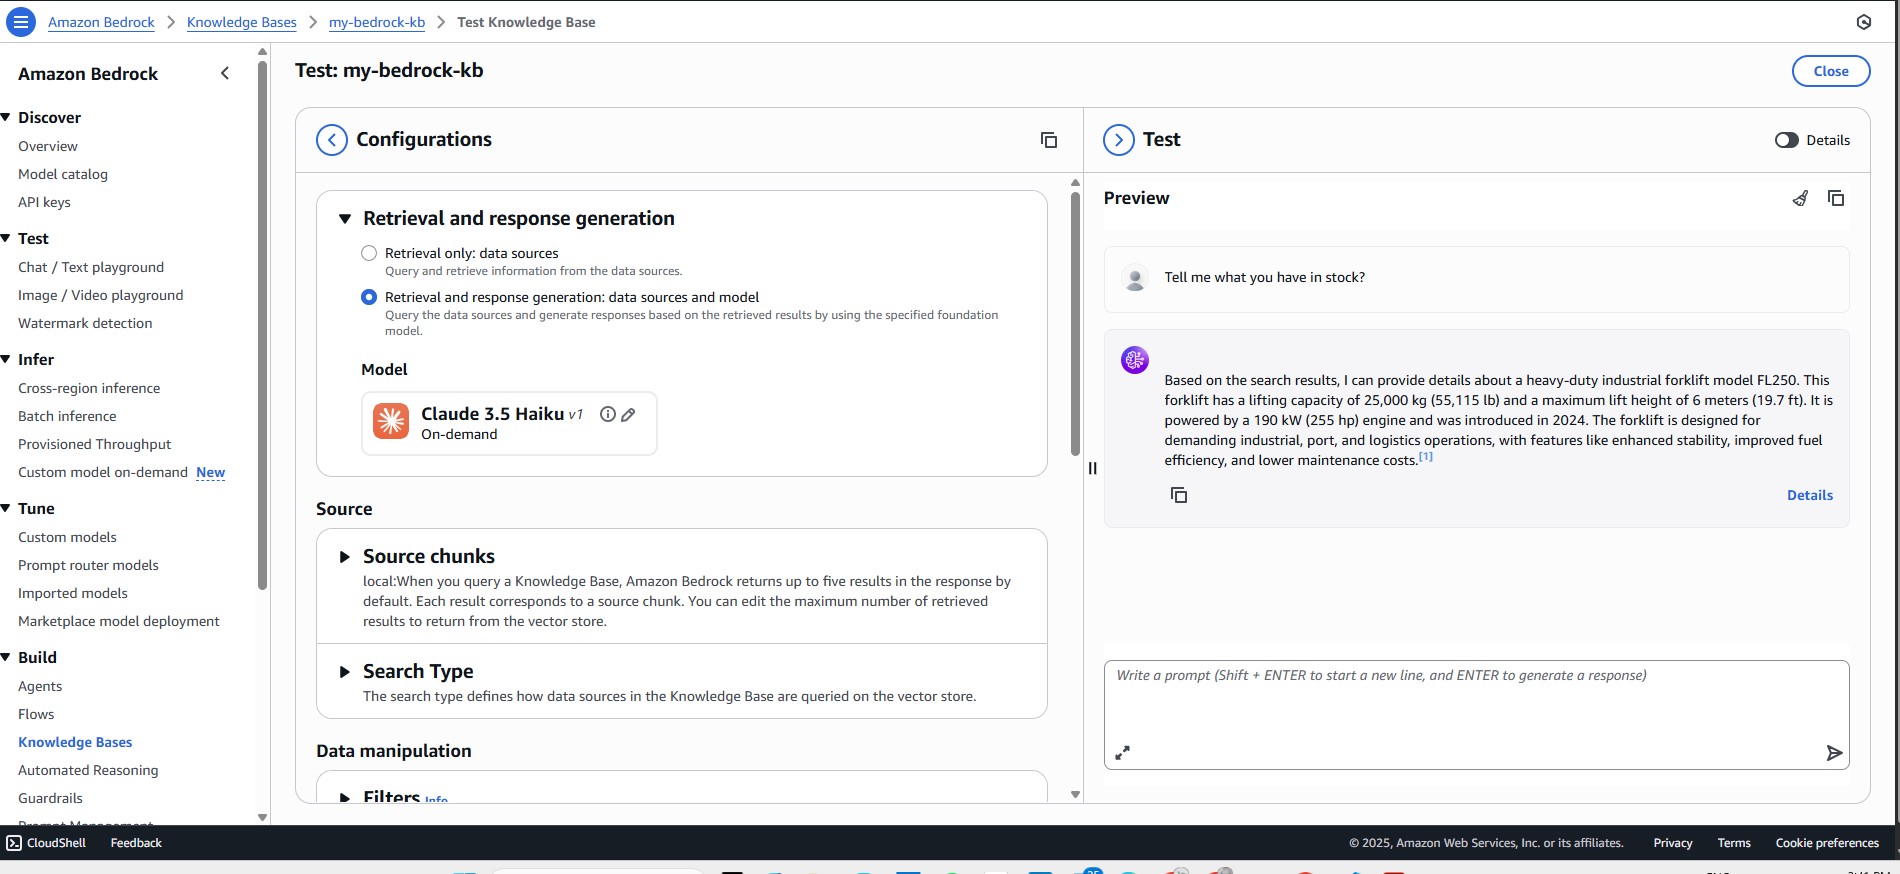 Amazon Bedrock > Knowledge Bases > my-bedrock-kb > Test Knowledge Base
Amazon Bedrock
Discover
Overview
Model catalog
API keys
Test
Chat / Text playground
Image / Video playground
Watermark detection
Infer
Cross-region inference
Batch inference
Provisioned Throughput
Custom model on-demand New
Tune
Custom models
Prompt router models
Imported models
Marketplace model deployment
Build
Agents
Flows
Knowledge Bases
Automated Reasoning
Guardrails
Prompt Management
Test: my-bedrock-kb
Close
Configurations
Retrieval and response generation
Retrieval only: data sources
Query and retrieve information from the data sources.
Retrieval and response generation: data sources and model
Query the data sources and generate responses based on the retrieved results by using the specified foundation
model.
Model
Claude 3.5 Haiku v1
On-demand
Source
Source chunks
local:When you query a Knowledge Base, Amazon Bedrock returns up to five results in the response by
default. Each result corresponds to a source chunk. You can edit the maximum number of retrieved
results to return from the vector store.
Search Type
The search type defines how data sources in the Knowledge Base are queried on the vector store.
Data manipulation
Filters Info
Test
Details
Preview
Tell me what you have in stock?
Based on the search results, I can provide details about a heavy-duty industrial forklift model FL250. This
forklift has a lifting capacity of 25,000 kg (55,115 lb) and a maximum lift height of 6 meters (19.7 ft). It is
powered by a 190 kW (255 hp) engine and was introduced in 2024. The forklift is designed for
demanding industrial, port, and logistics operations, with features like enhanced stability, improved fuel
efficiency, and lower maintenance costs.[1]
Details
Write a prompt (Shift + ENTER to start a new line, and ENTER to generate a response)
CloudShell Feedback
© 2025, Amazon Web Services, Inc. or its affiliates. Privacy Terms Cookie preferences